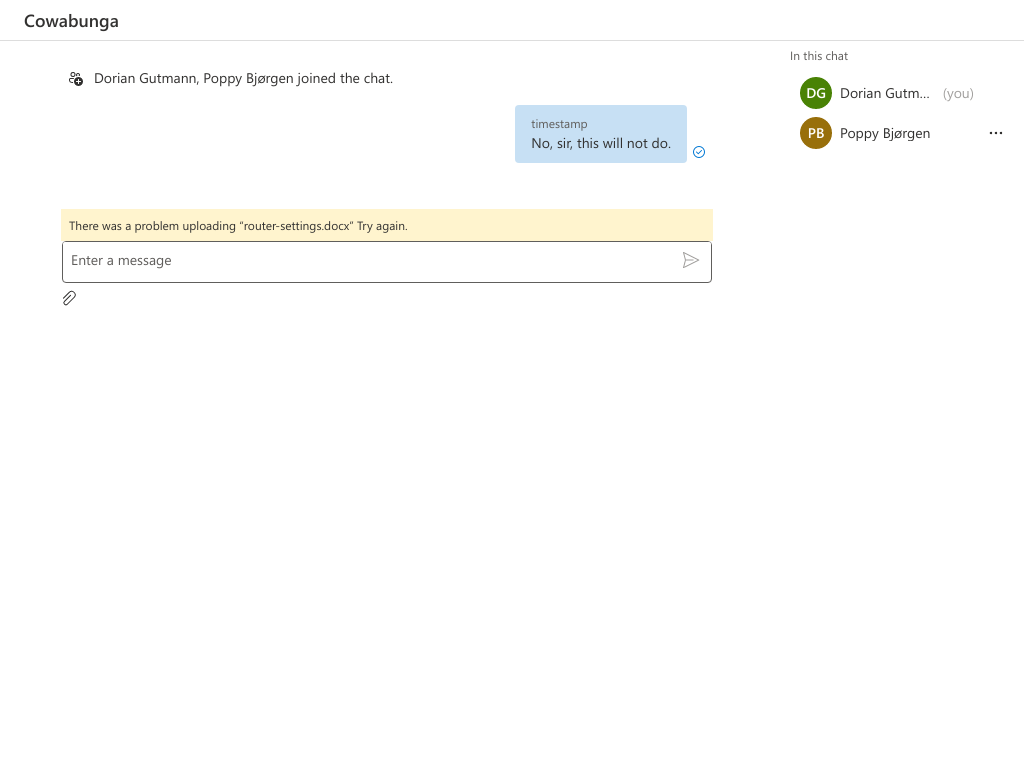 Cowabunga
Dorian Gutmann, Poppy Bjørgen joined the chat.
timestamp
No, sir, this will not do.
There was a problem uploading “router-settings.docx” Try again.
Enter a message
In this chat
DG Dorian Gutm... (you)
PB Poppy Bjørgen